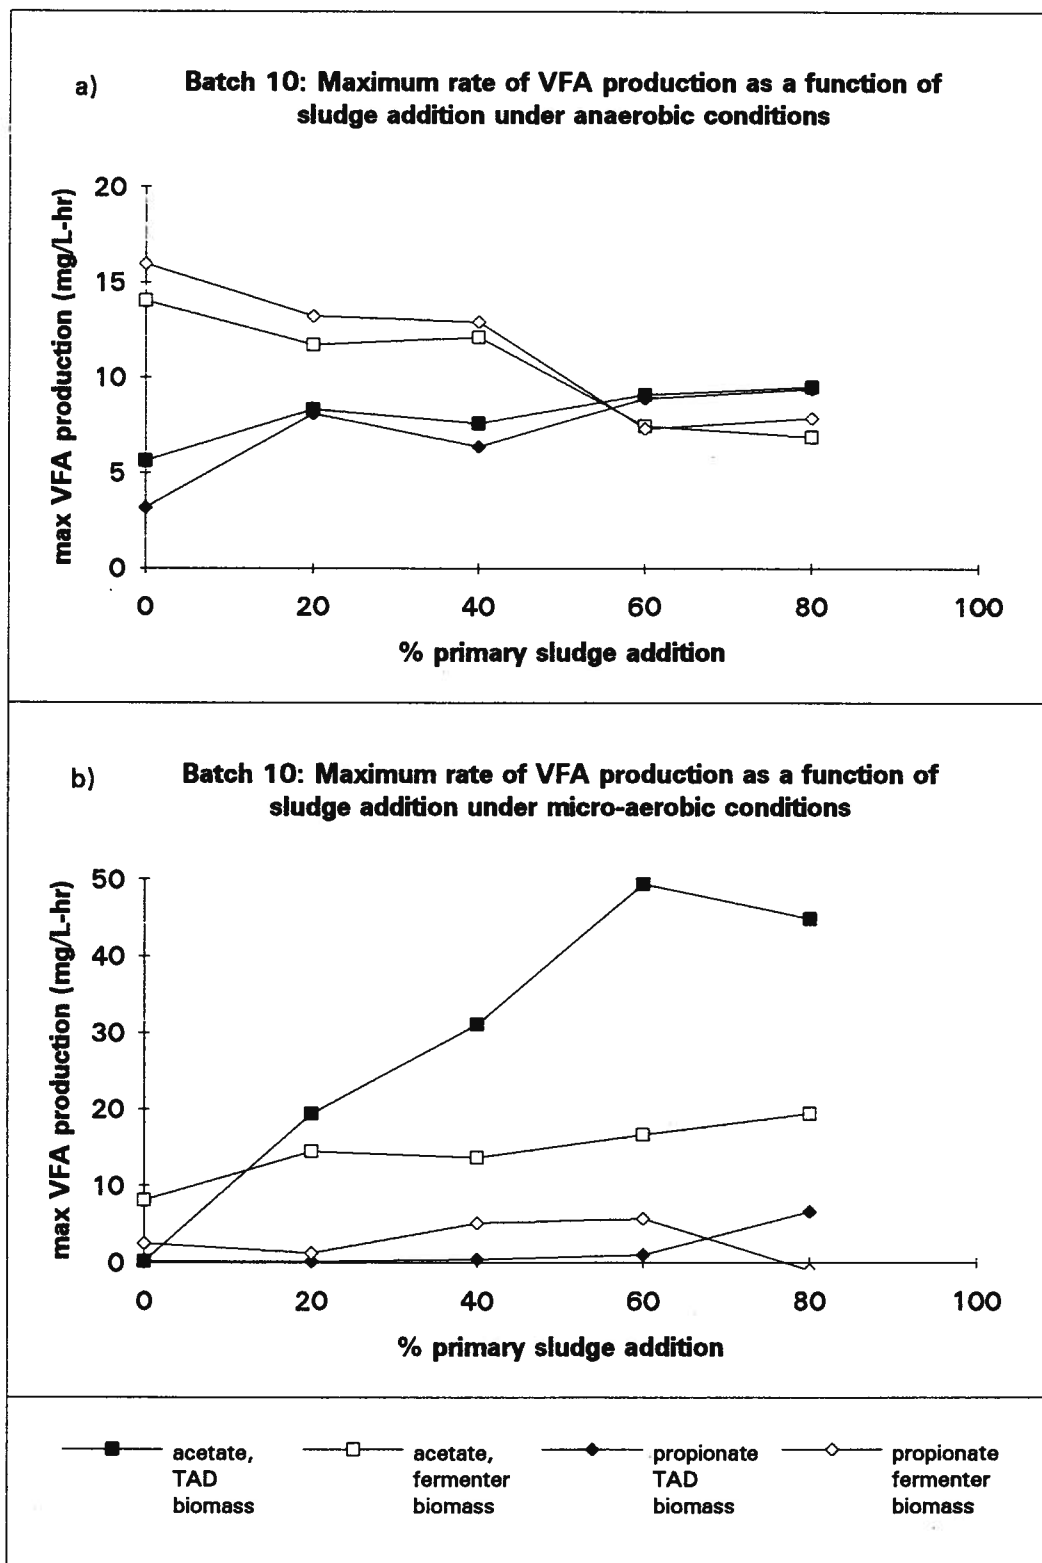 a)
Batch 10: Maximum rate of VFA production as a function of
sludge addition under anaerobic conditions
max VFA production (mg/L-hr)
20
15
10
5
0
0 20 40 60 80 100
% primary sludge addition
b)
Batch 10: Maximum rate of VFA production as a function of
sludge addition under micro-aerobic conditions
max VFA production (mg/L-hr)
50
40
30
20
10
0
0 20 40 60 80 100
% primary sludge addition
acetate, acetate, propionate propionate
TAD fermenter TAD fermenter
biomass biomass biomass biomass